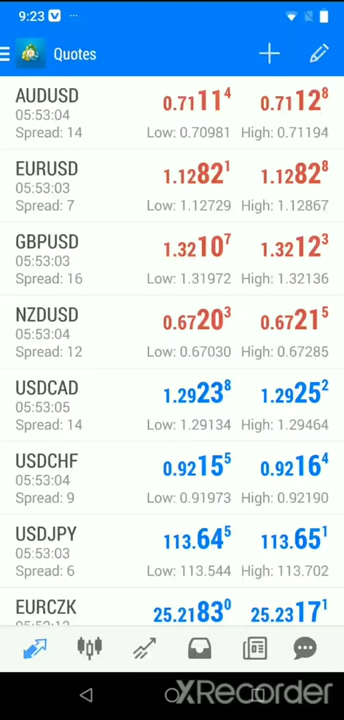 9:23
Quotes
AUDUSD
05:53:04
Spread: 14
0.71114 0.71128
Low: 0.70981 High: 0.71194
EURUSD
05:53:03
Spread: 7
1.12821 1.12828
Low: 1.12729 High: 1.12867
GBPUSD
05:53:03
Spread: 16
1.32107 1.32123
Low: 1.31972 High: 1.32136
NZDUSD
05:53:04
Spread: 12
0.67203 0.67215
Low: 0.67030 High: 0.67285
USDCAD
05:53:05
Spread: 14
1.29238 1.29252
Low: 1.29134 High: 1.29464
USDCHF
05:53:04
Spread: 9
0.92155 0.92164
Low: 0.91973 High: 0.92190
USDJPY
05:53:03
Spread: 6
113.645 113.651
Low: 113.544 High: 113.702
EURCZK
25.21830 25.23171
XRecorder